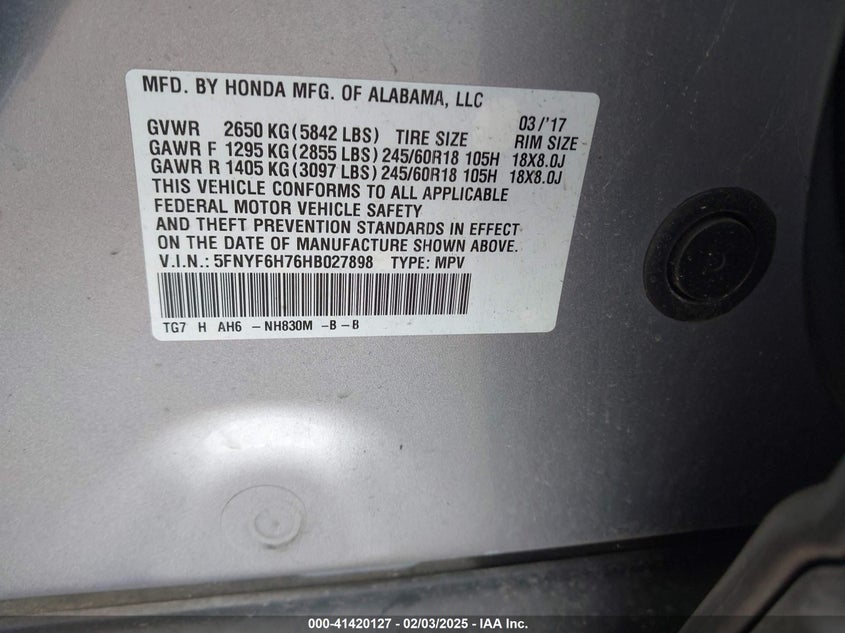 MFD. BY HONDA MFG. OF ALABAMA, LLC
03/'17
GVWR 2650 KG(5842 LBS) TIRE SIZE RIM SIZE
GAWR F 1295 KG(2855 LBS) 245/60R18 105H 18X8.0J
GAWR R 1405 KG(3097 LBS) 245/60R18 105H 18X8.0J
THIS VEHICLE CONFORMS TO ALL APPLICABLE
FEDERAL MOTOR VEHICLE SAFETY
AND THEFT PREVENTION STANDARDS IN EFFECT
ON THE DATE OF MANUFACTURE SHOWN ABOVE.
V.I.N.: 5FNYF6H76HB027898 TYPE: MPV
TG7 H AH6 -NH830M -B-B
000-41420127 - 02/03/2025 - IAA Inc.